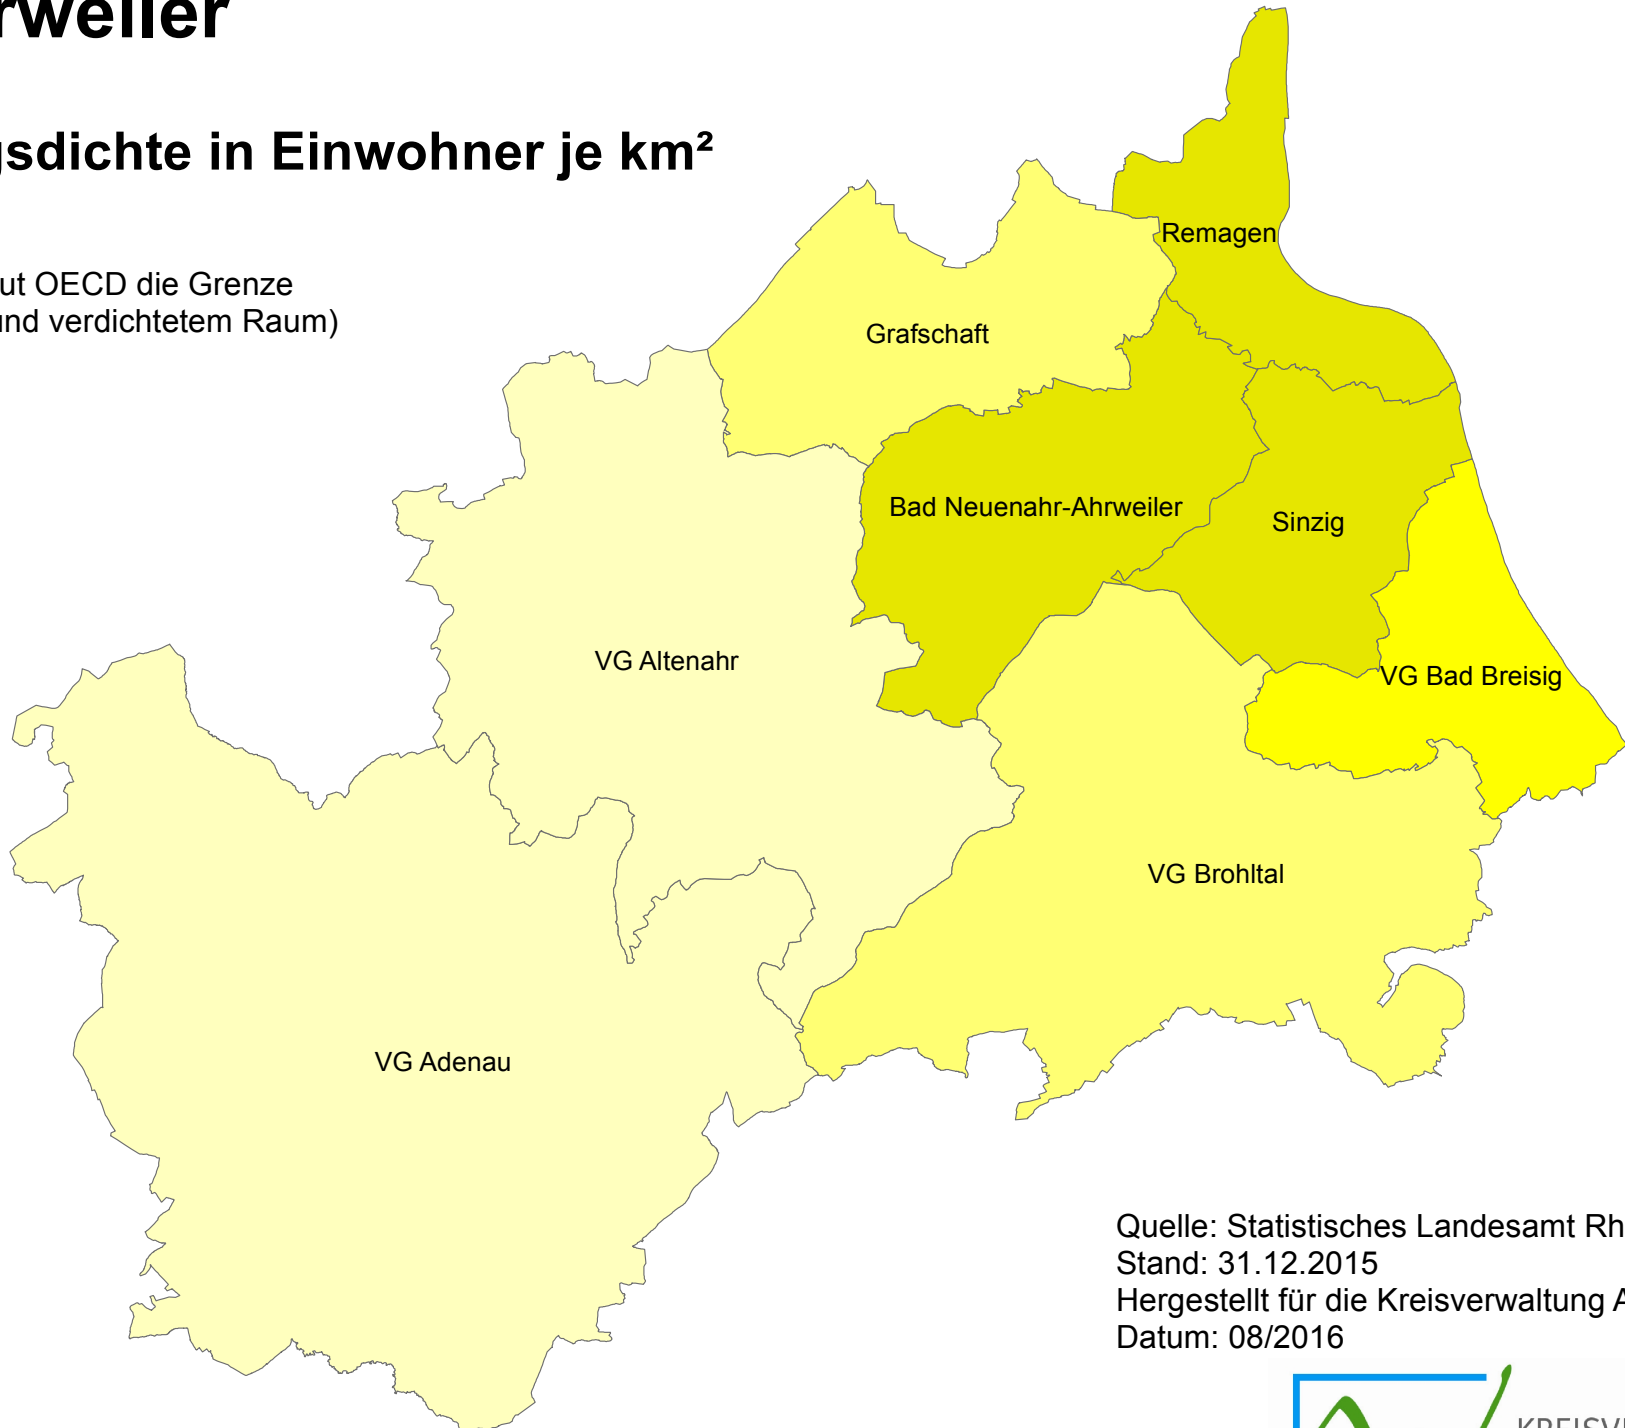 rweiler
gsdichte in Einwohner je km²
ut OECD die Grenze
und verdichtetem Raum)
Remagen
Grafschaft
Bad Neuenahr-Ahrweiler
Sinzig
VG Altenahr
VG Bad Breisig
VG Brohltal
VG Adenau
Quelle: Statistisches Landesamt Rh
Stand: 31.12.2015
Hergestellt für die Kreisverwaltung A
Datum: 08/2016